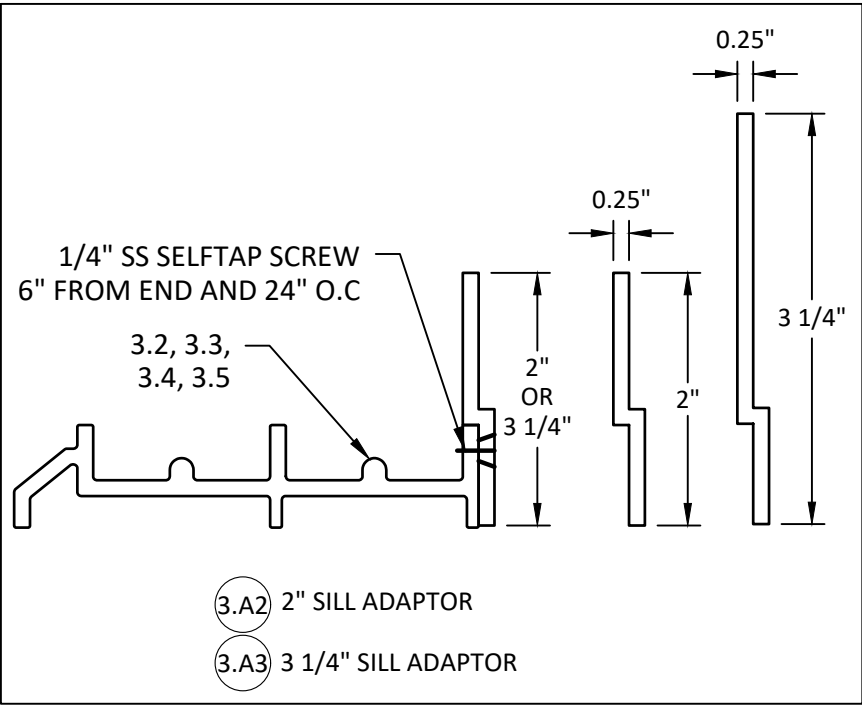 0.25"
0.25"
1/4" SS SELFTAP SCREW
6" FROM END AND 24" O.C
3.2, 3.3,
3.4, 3.5
2"
OR
3 1/4"
2"
3 1/4"
3.A2 2" SILL ADAPTOR
3.A3 3 1/4" SILL ADAPTOR